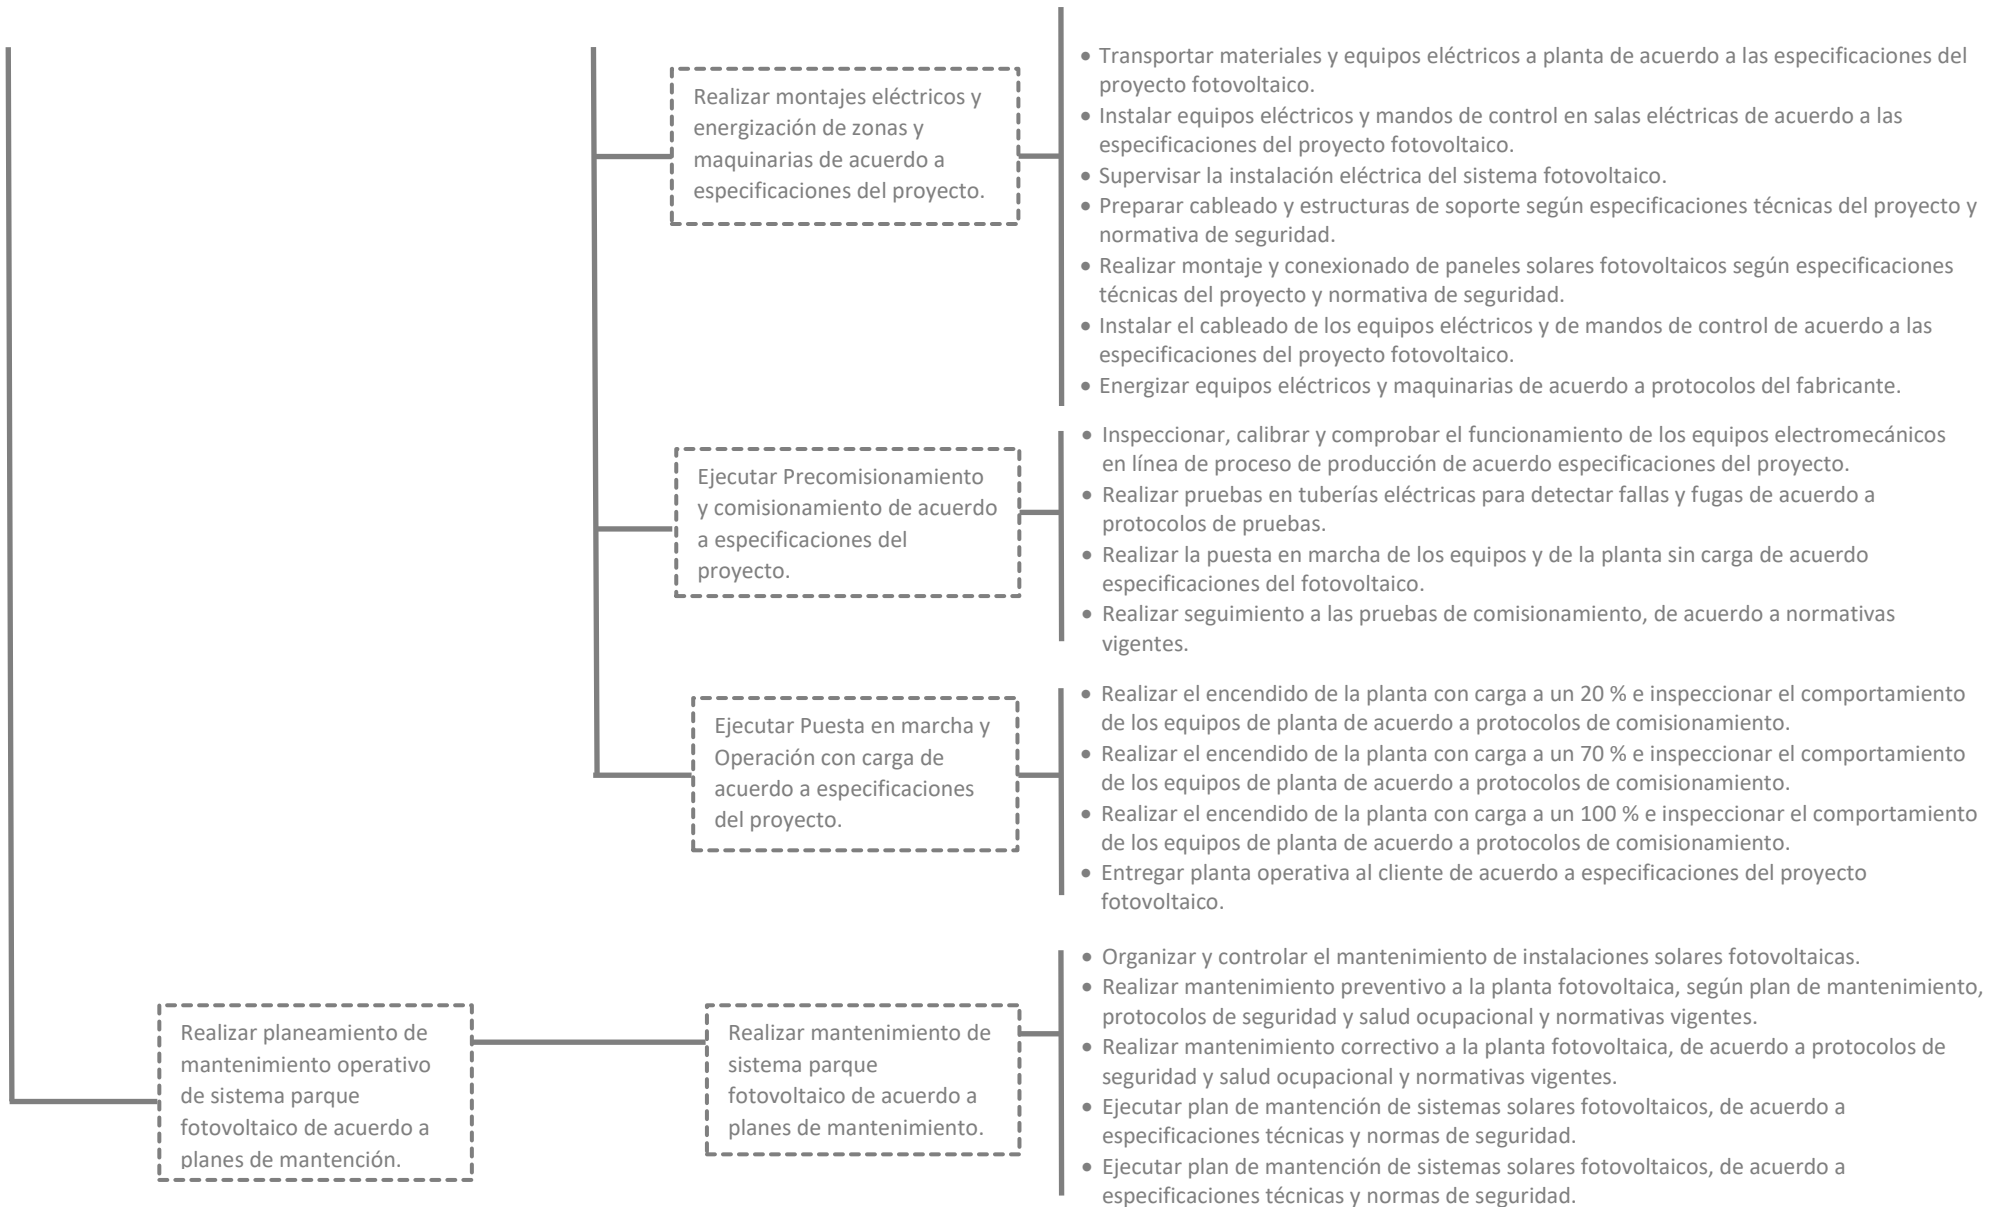 Realizar montajes eléctricos y
energización de zonas y
maquinarias de acuerdo a
especificaciones del proyecto.
• Transportar materiales y equipos eléctricos a planta de acuerdo a las especificaciones del
proyecto fotovoltaico.
• Instalar equipos eléctricos y mandos de control en salas eléctricas de acuerdo a las
especificaciones del proyecto fotovoltaico.
• Supervisar la instalación eléctrica del sistema fotovoltaico.
• Preparar cableado y estructuras de soporte según especificaciones técnicas del proyecto y
normativa de seguridad.
• Realizar montaje y conexionado de paneles solares fotovoltaicos según especificaciones
técnicas del proyecto y normativa de seguridad.
• Instalar el cableado de los equipos eléctricos y de mandos de control de acuerdo a las
especificaciones del proyecto fotovoltaico.
• Energizar equipos eléctricos y maquinarias de acuerdo a protocolos del fabricante.
Ejecutar Precomisionamiento
y comisionamiento de acuerdo
a especificaciones del
proyecto.
• Inspeccionar, calibrar y comprobar el funcionamiento de los equipos electromecánicos
en línea de proceso de producción de acuerdo especificaciones del proyecto.
• Realizar pruebas en tuberías eléctricas para detectar fallas y fugas de acuerdo a
protocolos de pruebas.
• Realizar la puesta en marcha de los equipos y de la planta sin carga de acuerdo
especificaciones del fotovoltaico.
• Realizar seguimiento a las pruebas de comisionamiento, de acuerdo a normativas
vigentes.
Ejecutar Puesta en marcha y
Operación con carga de
acuerdo a especificaciones
del proyecto.
• Realizar el encendido de la planta con carga a un 20 % e inspeccionar el comportamiento
de los equipos de planta de acuerdo a protocolos de comisionamiento.
• Realizar el encendido de la planta con carga a un 70 % e inspeccionar el comportamiento
de los equipos de planta de acuerdo a protocolos de comisionamiento.
• Realizar el encendido de la planta con carga a un 100 % e inspeccionar el comportamiento
de los equipos de planta de acuerdo a protocolos de comisionamiento.
• Entregar planta operativa al cliente de acuerdo a especificaciones del proyecto
fotovoltaico.
Realizar planeamiento de
mantenimiento operativo
de sistema parque
fotovoltaico de acuerdo a
planes de mantención.
Realizar mantenimiento de
sistema parque
fotovoltaico de acuerdo a
planes de mantenimiento.
• Organizar y controlar el mantenimiento de instalaciones solares fotovoltaicas.
• Realizar mantenimiento preventivo a la planta fotovoltaica, según plan de mantenimiento,
protocolos de seguridad y salud ocupacional y normativas vigentes.
• Realizar mantenimiento correctivo a la planta fotovoltaica, de acuerdo a protocolos de
seguridad y salud ocupacional y normativas vigentes.
• Ejecutar plan de mantención de sistemas solares fotovoltaicos, de acuerdo a
especificaciones técnicas y normas de seguridad.
• Ejecutar plan de mantención de sistemas solares fotovoltaicos, de acuerdo a
especificaciones técnicas y normas de seguridad.